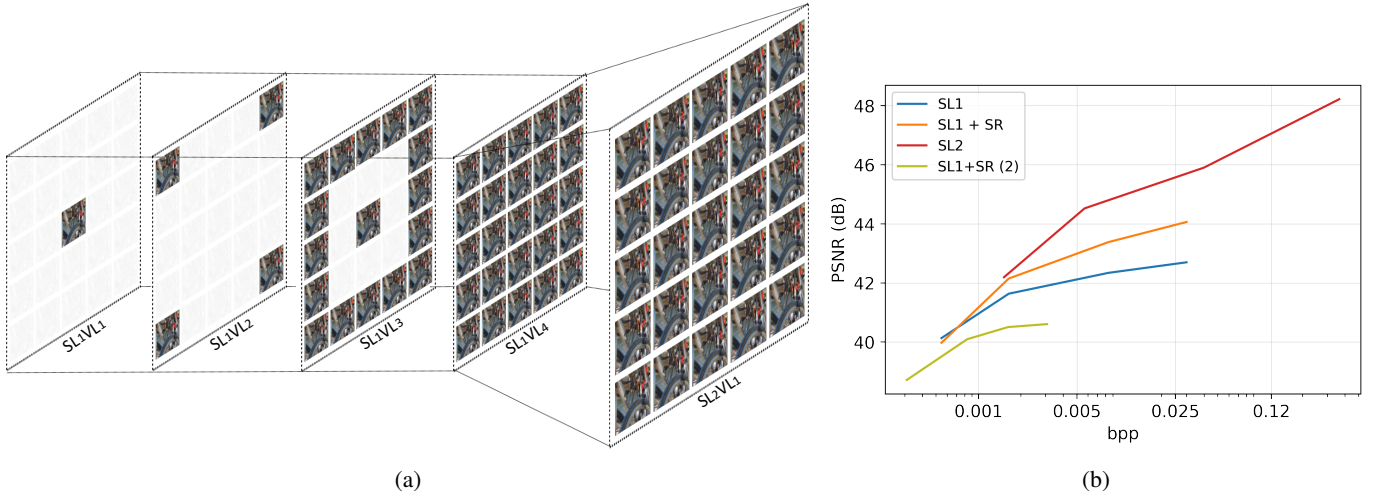 SL1VL1
SL1VL2
SL1VL3
SL1VL4
SL2VL1
(a)
SL1
SL1 + SR
SL2
SL1+SR (2)
PSNR (dB)
48
46
44
42
40
0.001 0.005 0.025 0.12
bpp
(b)